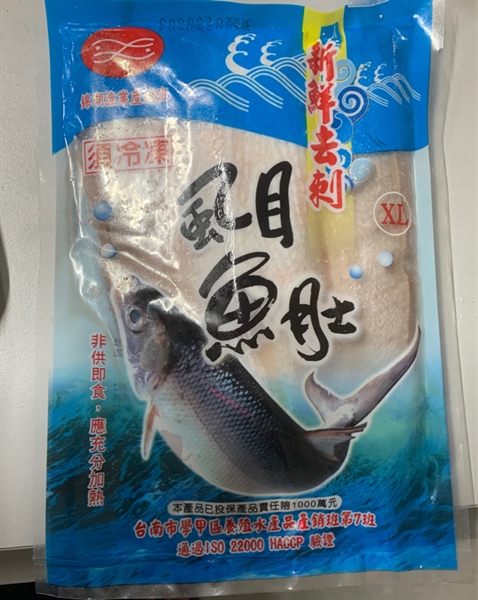 新鮮去刺
須冷凍
虱目
魚肚
XL
非供即食，應充分加熱
本產品已投保產品責任險1000萬元
台南市學甲區養殖水產品產銷班第7班
通過ISO 22000 HACCP 驗證